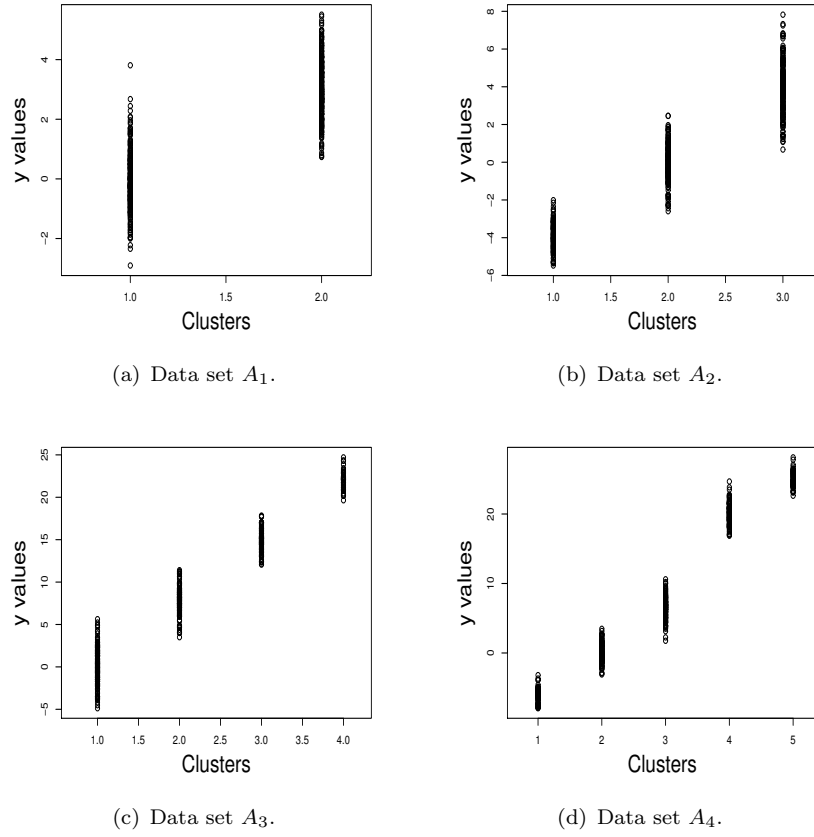 y values
4
2
0
−2
1.0 1.5 2.0
Clusters
(a) Data set A1.
y values
8
6
4
2
0
−2
−4
−6
1.0 1.5 2.0 2.5 3.0
Clusters
(b) Data set A2.
y values
25
20
15
10
5
0
−5
1.0 1.5 2.0 2.5 3.0 3.5 4.0
Clusters
(c) Data set A3.
y values
20
10
0
1 2 3 4 5
Clusters
(d) Data set A4.